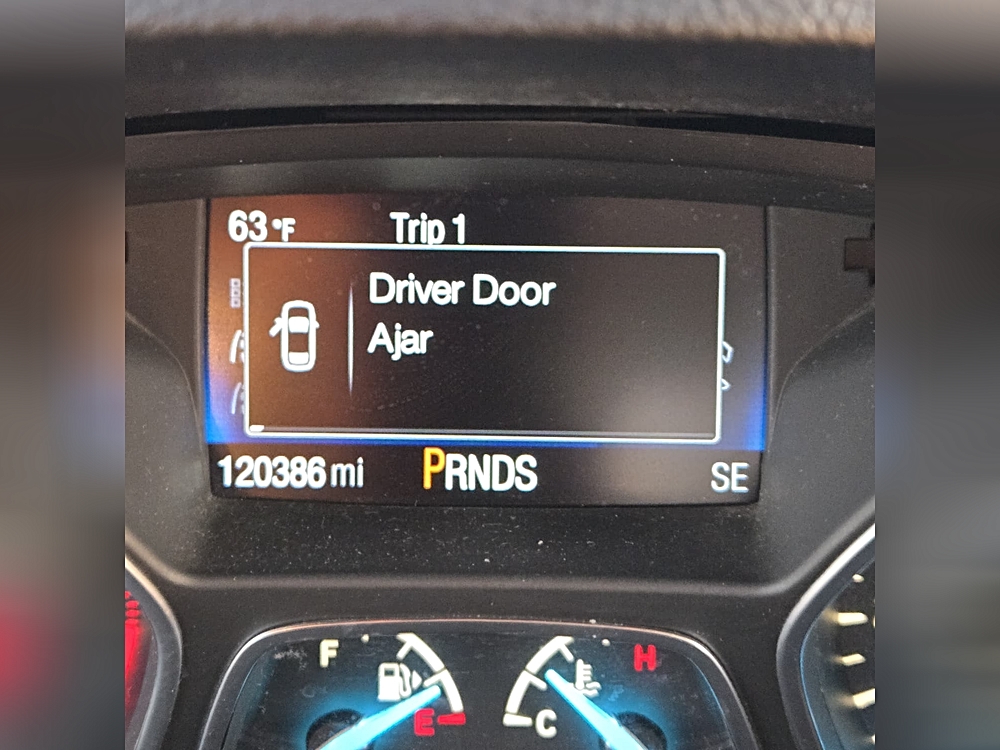 63°F Trip 1
Driver Door
Ajar
120386 mi PRNDS SE
F H
E C